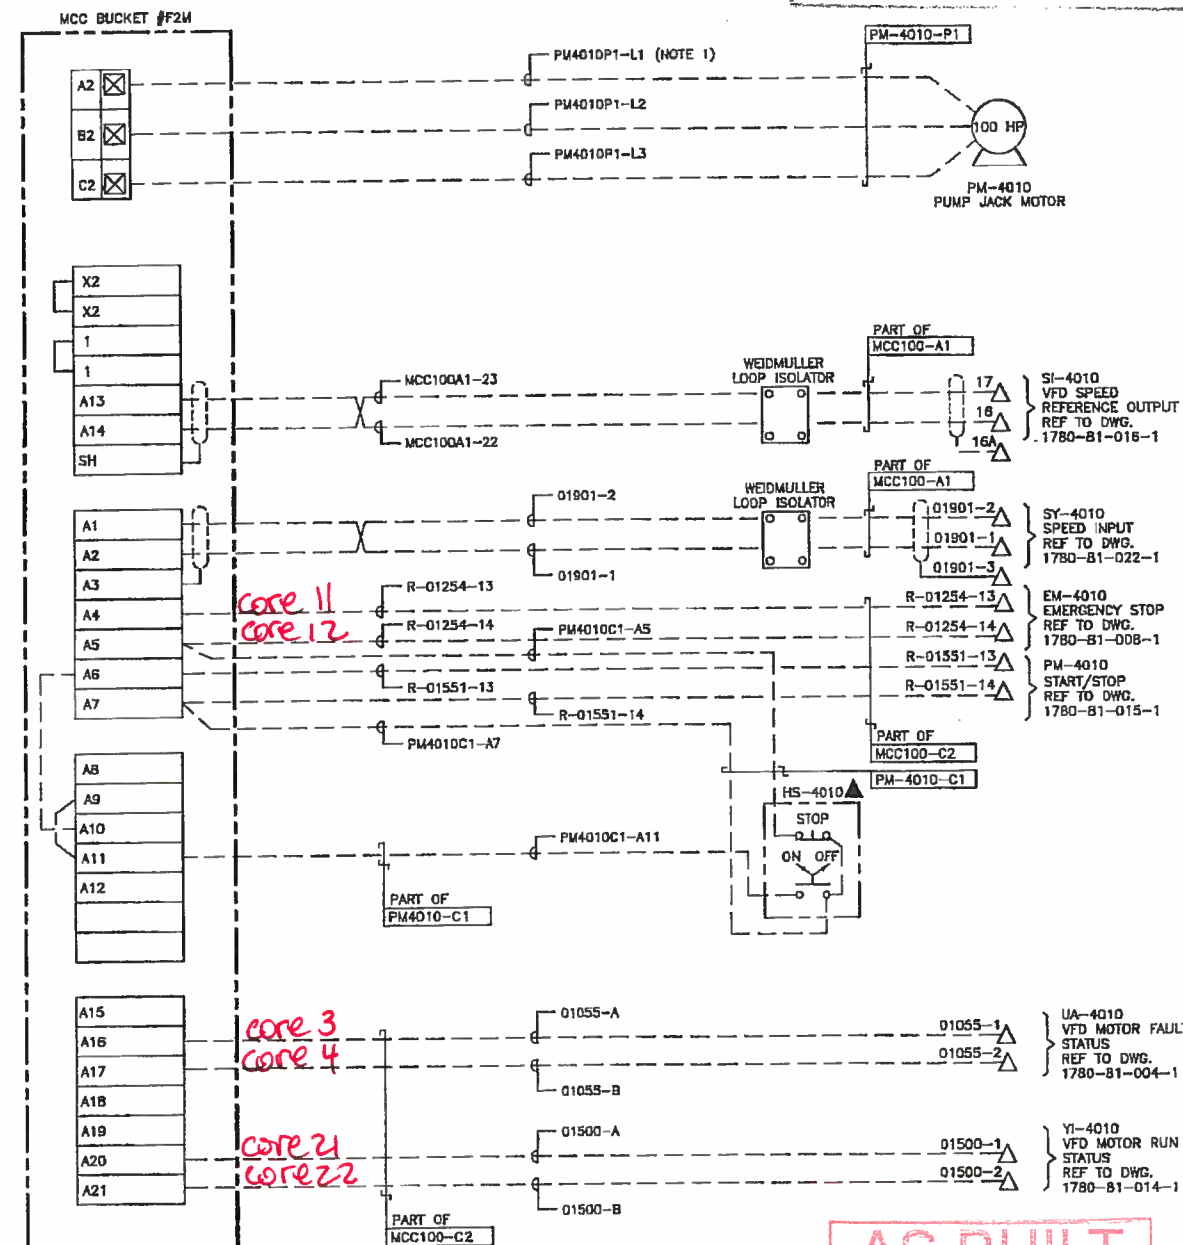 MCC BUCKET #F2M
PM-4010-P1
PM4010P1-L1 (NOTE 1)
A2
PM4010P1-L2
B2
100 HP
PM4010P1-L3
C2
PM-4010
PUMP JACK MOTOR
X2
X2
1
1
PART OF
MCC100-A1
WEIDMULLER
LOOP ISOLATOR
MCC100A1-23
A13
17
SI-4010
VFD SPEED
REFERENCE OUTPUT
REF TO DWG.
1780-81-016-1
A14
16
MCC100A1-22
16A
SH
PART OF
MCC100-A1
WEIDMULLER
LOOP ISOLATOR
01901-2
A1
01901-2
SY-4010
SPEED INPUT
REF TO DWG.
1780-81-022-1
A2
01901-1
01901-1
A3
01901-3
R-01254-13
core 11
A4
R-01254-13
EM-4010
EMERGENCY STOP
REF TO DWG.
1780-81-008-1
core 12
R-01254-14
PM4010C1-A5
A5
R-01254-14
A6
R-01551-13
R-01551-13
PM-4010
START/STOP
REF TO DWG.
1780-81-015-1
A7
R-01551-14
R-01551-14
PM4010C1-A7
PART OF
MCC100-C2
PM-4010-C1
A8
A9
HS-4010
STOP
A10
PM4010C1-A11
ON OFF
A11
A12
PART OF
PM4010-C1
A15
01055-A
core 3
A16
01055-1
UA-4010
VFD MOTOR FAULT
STATUS
REF TO DWG.
1780-81-004-1
core 4
A17
01055-2
01055-B
A18
A19
01500-A
core 21
A20
01500-1
YI-4010
VFD MOTOR RUN
STATUS
REF TO DWG.
1780-81-014-1
core 22
A21
01500-2
01500-B
PART OF
MCC100-C2
AS BUILT